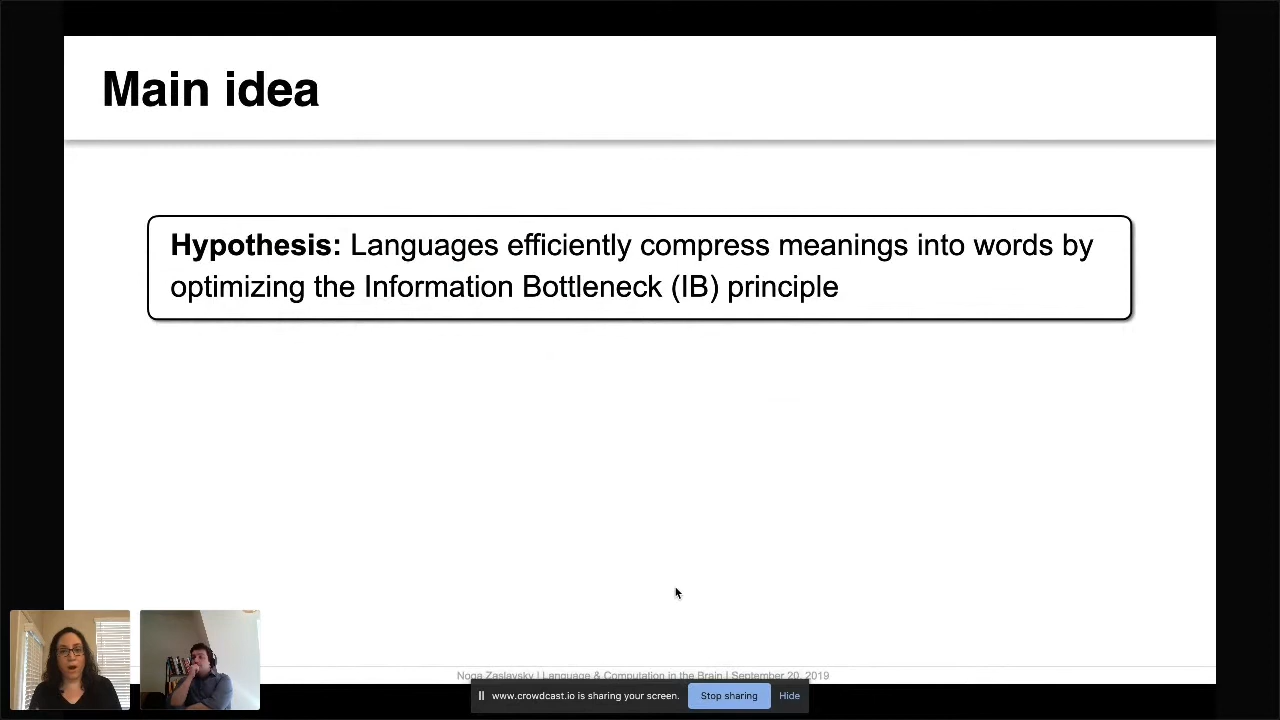 Main idea
Hypothesis: Languages efficiently compress meanings into words by
optimizing the Information Bottleneck (IB) principle
Noga Zaslavsky | Language & Computation in the Brain | September 20, 2019
www.crowdcast.io is sharing your screen.
Stop sharing
Hide